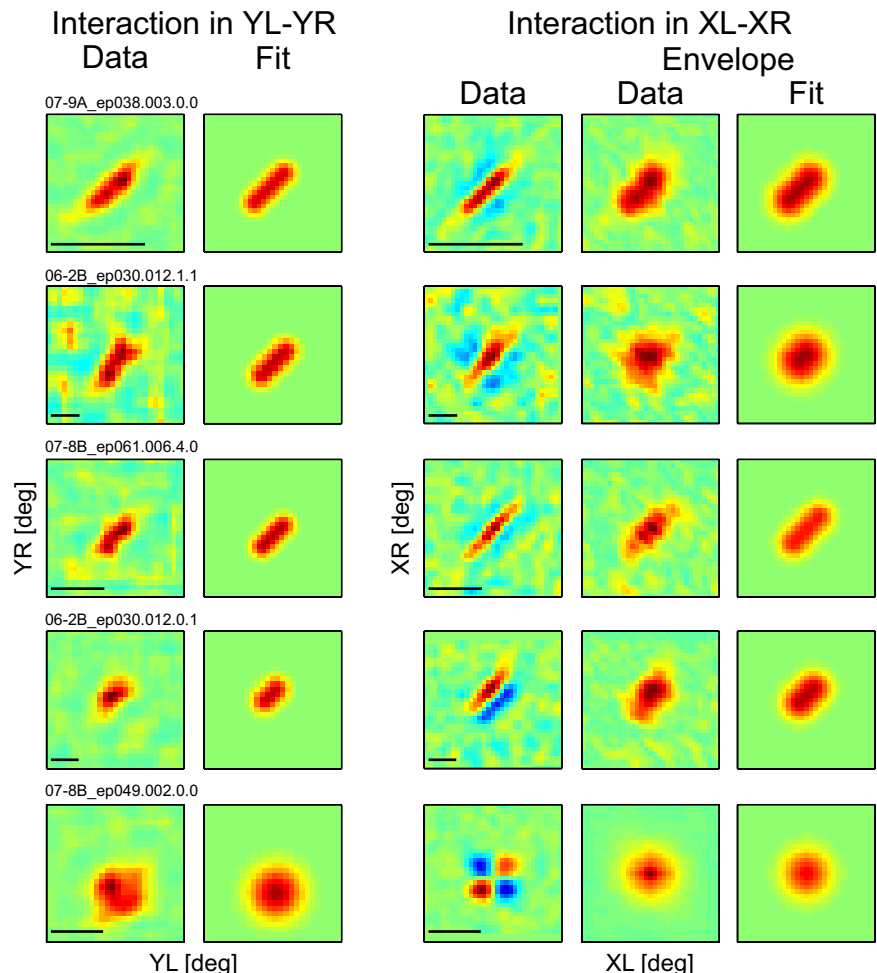 Interaction in YL-YR
Data Fit
Interaction in XL-XR
Envelope
Data Data Fit
07-9A_ep038.003.0.0
06-2B_ep030.012.1.1
07-8B_ep061.006.4.0
YR [deg]
XR [deg]
06-2B_ep030.012.0.1
07-8B_ep049.002.0.0
YL [deg]
XL [deg]